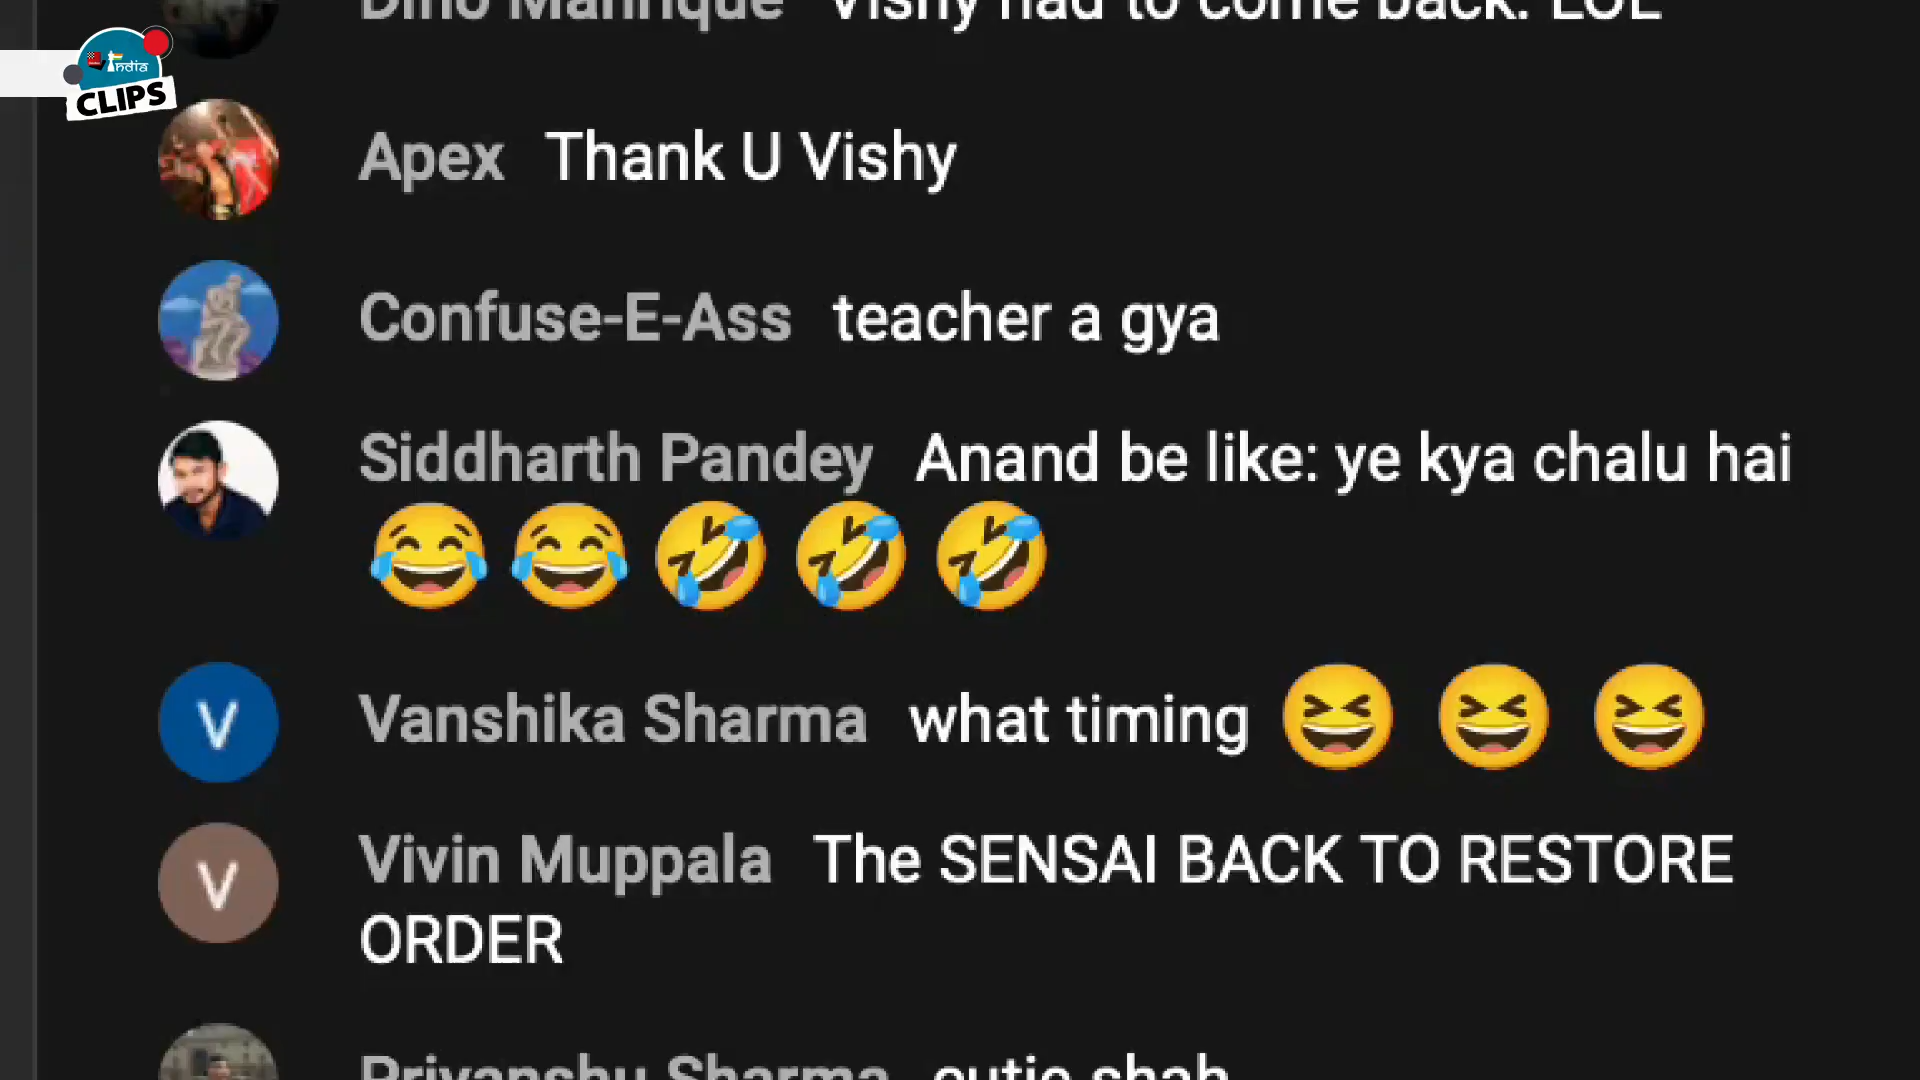 Dino Manrique Vishy had to come back. LOL
India
CLIPS
Apex Thank U Vishy
Confuse-E-Ass teacher a gya
Siddharth Pandey Anand be like: ye kya chalu hai
😂😂🤣🤣🤣
V Vanshika Sharma what timing 😆😆😆
V Vivin Muppala The SENSAI BACK TO RESTORE
ORDER
Priyanshu Sharma cutie shah